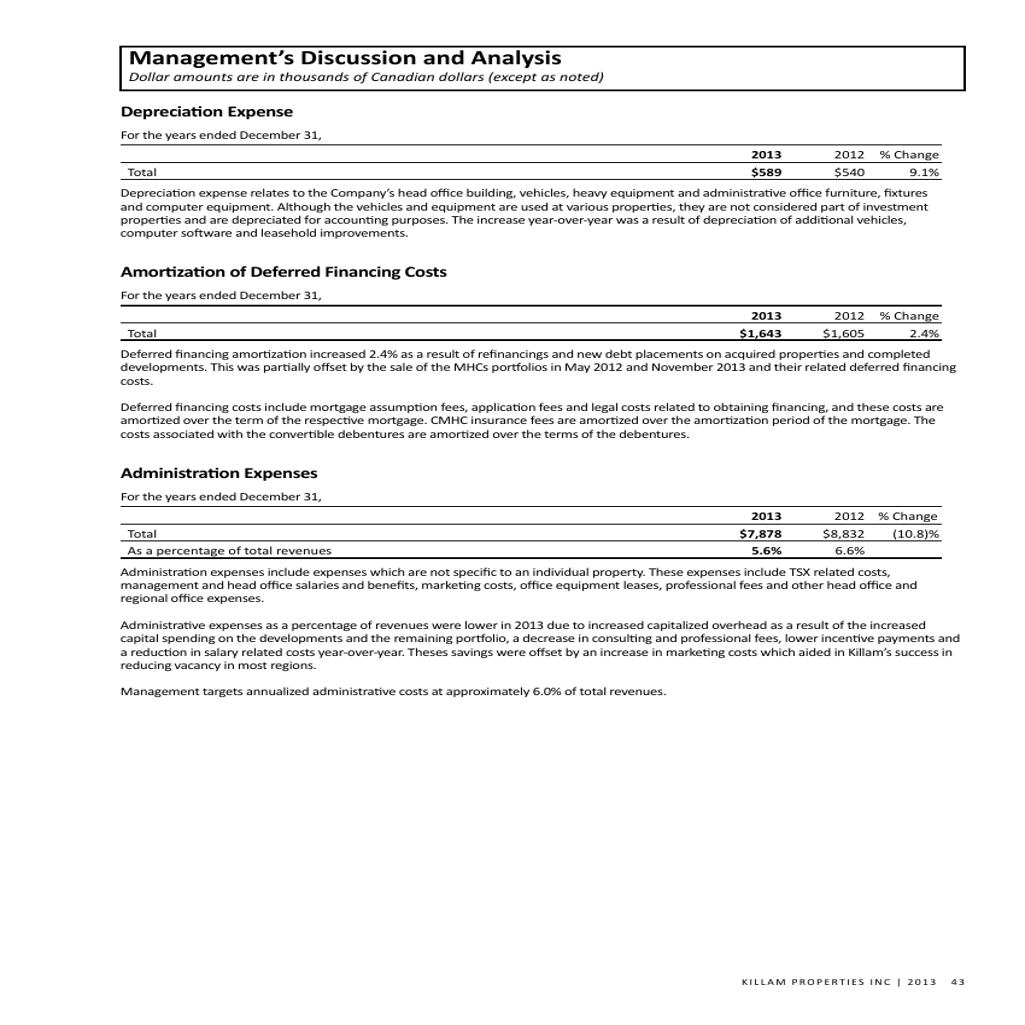 Management's Discussion and Analysis
Dollar amounts are in thousands of Canadian dollars (except as noted)
Depreciation Expense
For the years ended December 31,
2013 2012 % Change
Total $589 $540 9.1%
Depreciation expense relates to the Company's head office building, vehicles, heavy equipment and administrative office furniture, fixtures
and computer equipment. Although the vehicles and equipment are used at various properties, they are not considered part of investment
properties and are depreciated for accounting purposes. The increase year-over-year was a result of depreciation of additional vehicles,
computer software and leasehold improvements.
Amortization of Deferred Financing Costs
For the years ended December 31,
2013 2012 % Change
Total $1,643 $1,605 2.4%
Deferred financing amortization increased 2.4% as a result of refinancings and new debt placements on acquired properties and completed
developments. This was partially offset by the sale of the MHCs portfolios in May 2012 and November 2013 and their related deferred financing
costs.
Deferred financing costs include mortgage assumption fees, application fees and legal costs related to obtaining financing, and these costs are
amortized over the term of the respective mortgage. CMHC insurance fees are amortized over the amortization period of the mortgage. The
costs associated with the convertible debentures are amortized over the terms of the debentures.
Administration Expenses
For the years ended December 31,
2013 2012 % Change
Total $7,878 $8,832 (10.8)%
As a percentage of total revenues 5.6% 6.6%
Administration expenses include expenses which are not specific to an individual property. These expenses include TSX related costs,
management and head office salaries and benefits, marketing costs, office equipment leases, professional fees and other head office and
regional office expenses.
Administrative expenses as a percentage of revenues were lower in 2013 due to increased capitalized overhead as a result of the increased
capital spending on the developments and the remaining portfolio, a decrease in consulting and professional fees, lower incentive payments and
a reduction in salary related costs year-over-year. Theses savings were offset by an increase in marketing costs which aided in Killam's success in
reducing vacancy in most regions.
Management targets annualized administrative costs at approximately 6.0% of total revenues.
KILLAM PROPERTIES INC | 2013 43